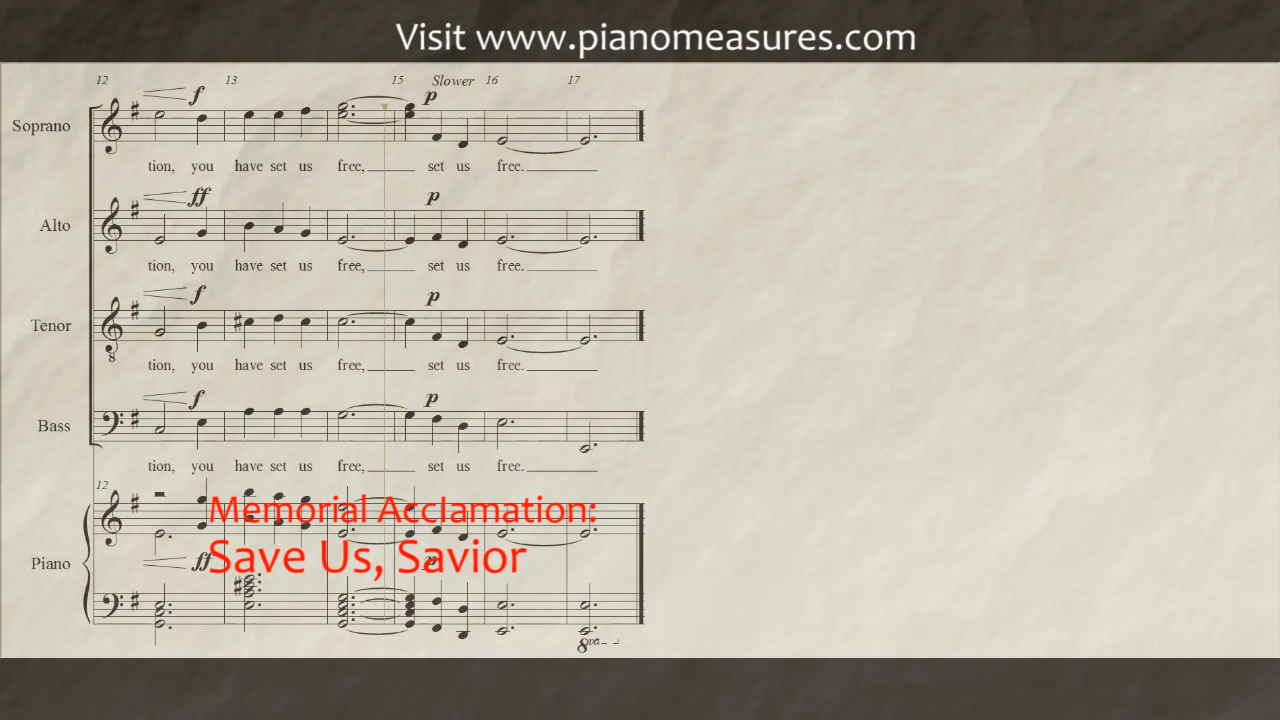 Visit www.pianomeasures.com
12 13 15 Slower 16 17
f p
Soprano
tion, you have set us free, set us free.
ff p
Alto
tion, you have set us free, set us free.
f p
Tenor
8
tion, you have set us free, set us free.
f p
Bass
tion, you have set us free, set us free.
12
Memorial Acclamation:
Piano ff p
Save Us, Savior
8va